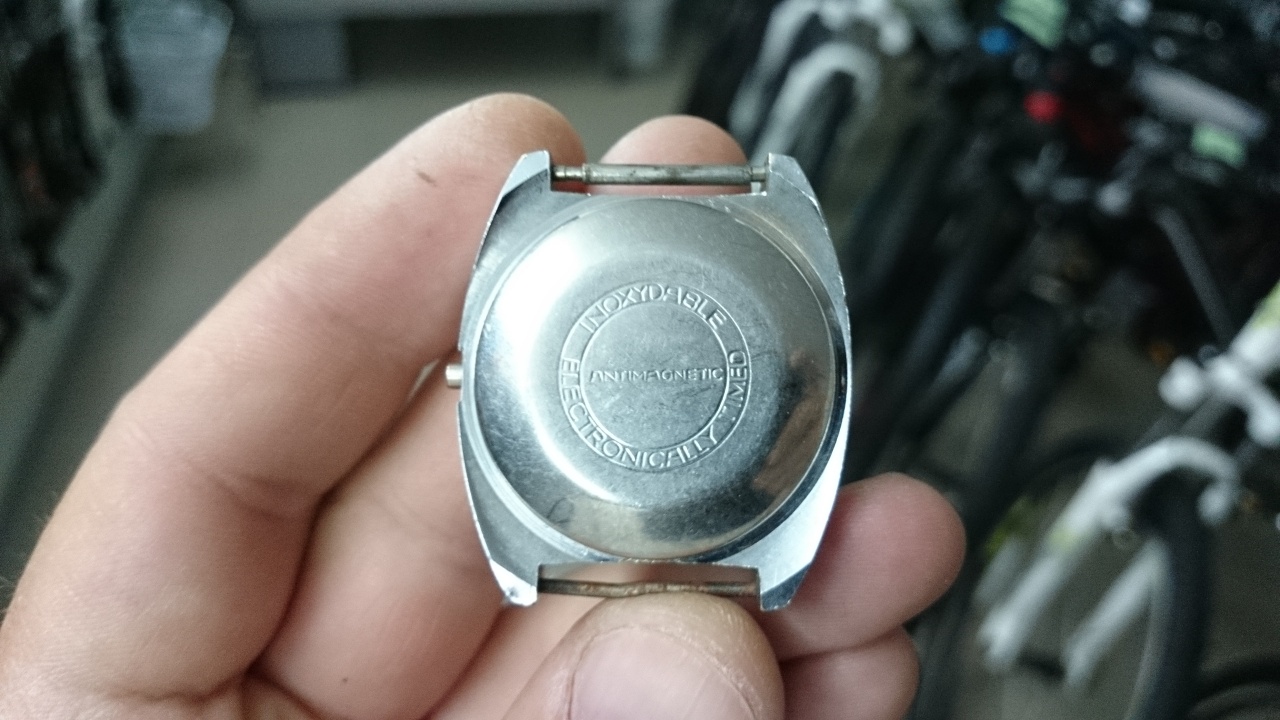 INOXYDABLE
ANTIMAGNETIC
ELECTRONICALLY TIMED